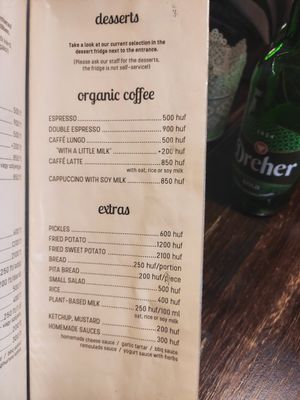 desserts
Take a look at our current selection in the
dessert fridge next to the entrance.
(Please ask our staff for the desserts,
the fridge is not self-service!)
organic coffee
ESPRESSO 500 huf
DOUBLE ESPRESSO 900 huf
CAFFÈ LUNGO 500 huf
"WITH A LITTLE MILK" +200 huf
CAFFÈ LATTE 850 huf
with oat, rice or soy milk
CAPPUCCINO WITH SOY MILK 850 huf
extras
PICKLES 600 huf
FRIED POTATO 1200 huf
FRIED SWEET POTATO 2100 huf
BREAD 250 huf/portion
PITA BREAD 200 huf/piece
SMALL SALAD 500 huf
RICE 400 huf
PLANT-BASED MILK 250 huf/100 ml
oat, rice or soy milk
KETCHUP, MUSTARD 200 huf
HOMEMADE SAUCES 300 huf
homemade cheese sauce / garlic tartar / bbq sauce
remoulade sauce / yogurt sauce with herbs
Dreher